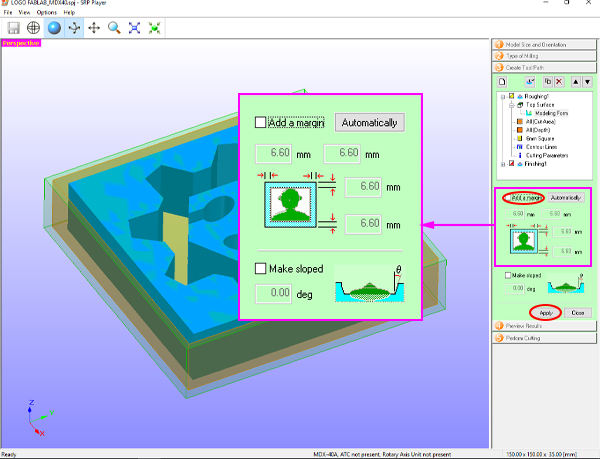 LOGO FABLAB_MDX40.spj - SRP Player
File View Options Help
Perspective
Model Size and Orientation
Type of Milling
Create Tool Path
Roughing1
Top Surface
Modeling Form
All (Cut Area)
All (Depth)
Grain Square
Contour Lines
Cutting Parameters
Finishing1
Add a margin Automatically
6.60 mm 6.60 mm
6.60 mm
6.60 mm
Make sloped
0.00 deg
θ
Add a margin Automatically
6.60 mm 6.60 mm
6.60 mm
6.60 mm
Make sloped
0.00 deg
θ
Apply Close
Preview Results
Perform Cutting
Z
Y
X
Ready
MDX-40A, ATC not present, Rotary Axis Unit not present
150.00 x 150.00 x 35.00 [mm]